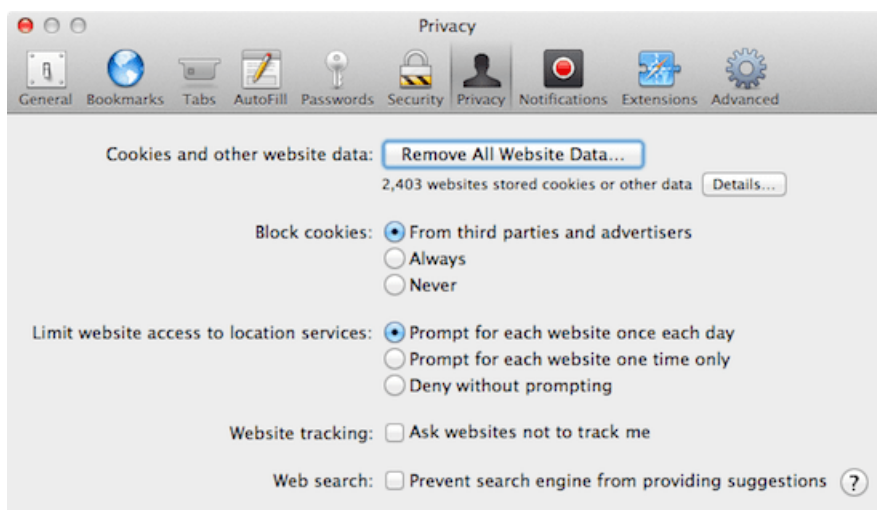 Privacy
General Bookmarks Tabs AutoFill Passwords Security Privacy Notifications Extensions Advanced
Cookies and other website data: Remove All Website Data...
2,403 websites stored cookies or other data Details...
Block cookies: From third parties and advertisers
Always
Never
Limit website access to location services: Prompt for each website once each day
Prompt for each website one time only
Deny without prompting
Website tracking: Ask websites not to track me
Web search: Prevent search engine from providing suggestions ?